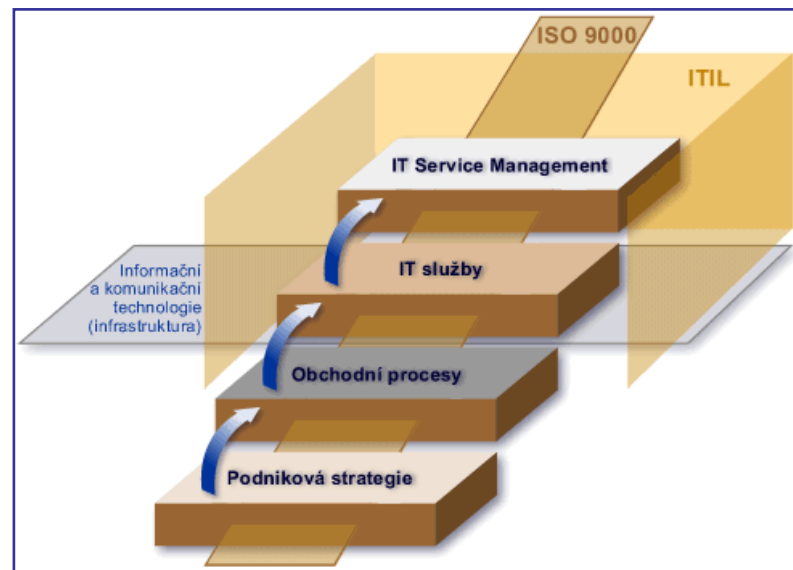 ISO 9000
ITIL
IT Service Management
IT služby
Informační
a komunikační
technologie
(infrastruktura)
Obchodní procesy
Podniková strategie